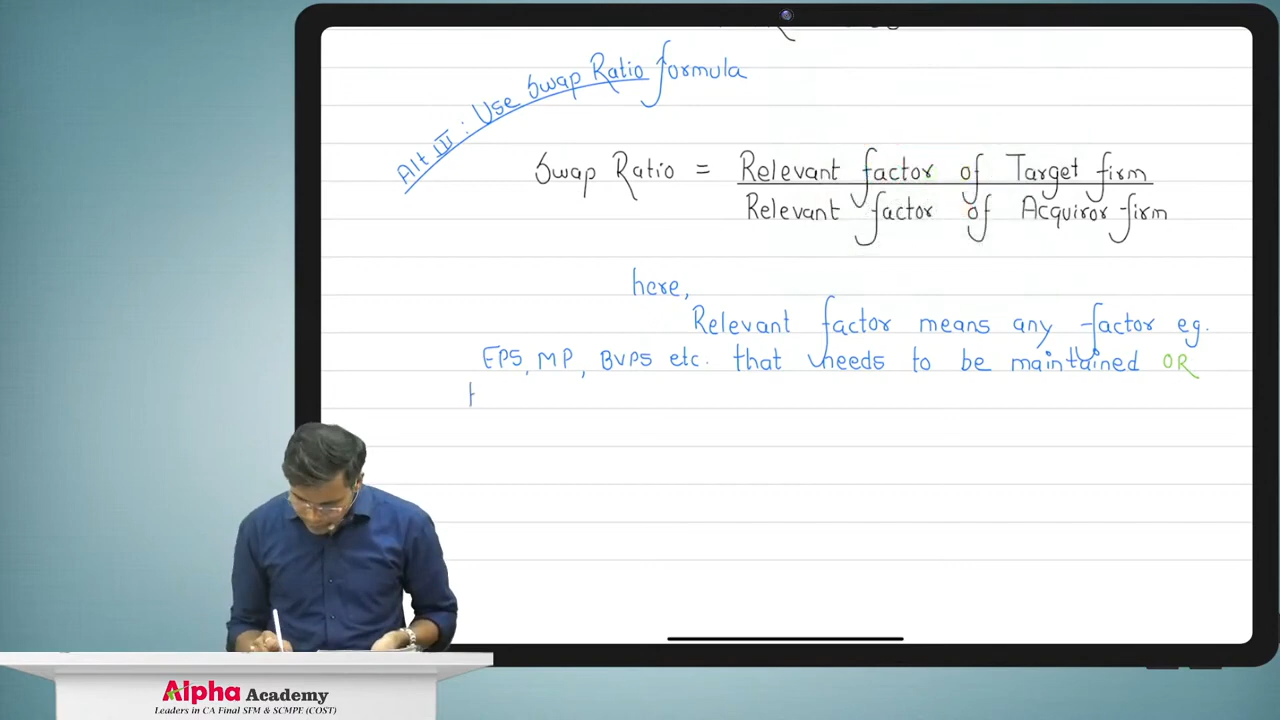 Alt III : Use Swap Ratio formula
Swap Ratio = Relevant factor of Target firm
Relevant factor of Acquiror firm
here,
Relevant factor means any factor eg.
EPS, MP, BVPS etc. that needs to be maintained OR
Alpha Academy
Leaders in CA Final SFM & SCMPE (COST)